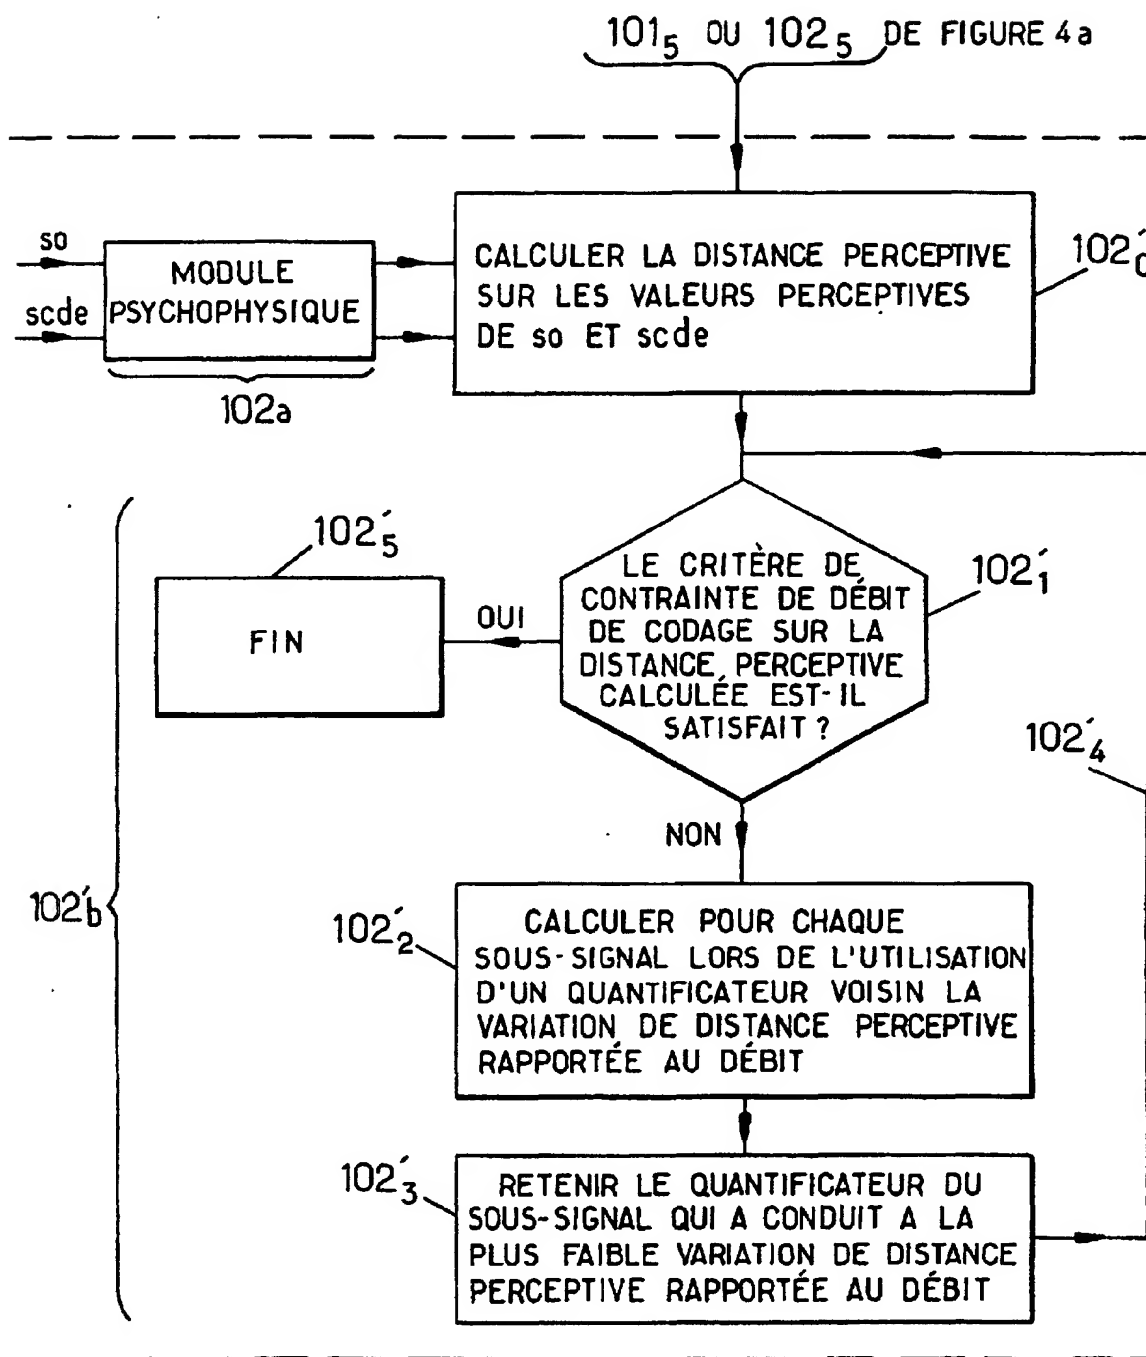 101₅ OU 102₅ DE FIGURE 4a
so
scde
MODULE
PSYCHOPHYSIQUE
102a
CALCULER LA DISTANCE PERCEPTIVE
SUR LES VALEURS PERCEPTIVES
DE so ET scde
102'₀
102'₅
FIN
OUI
LE CRITÈRE DE
CONTRAINTE DE DÉBIT
DE CODAGE SUR LA
DISTANCE PERCEPTIVE
CALCULÉE EST-IL
SATISFAIT ?
102'₁
102'₄
NON
102'b
102'₂
CALCULER POUR CHAQUE
SOUS-SIGNAL LORS DE L'UTILISATION
D'UN QUANTIFICATEUR VOISIN LA
VARIATION DE DISTANCE PERCEPTIVE
RAPPORTÉE AU DÉBIT
102'₃
RETENIR LE QUANTIFICATEUR DU
SOUS-SIGNAL QUI A CONDUIT A LA
PLUS FAIBLE VARIATION DE DISTANCE
PERCEPTIVE RAPPORTÉE AU DÉBIT